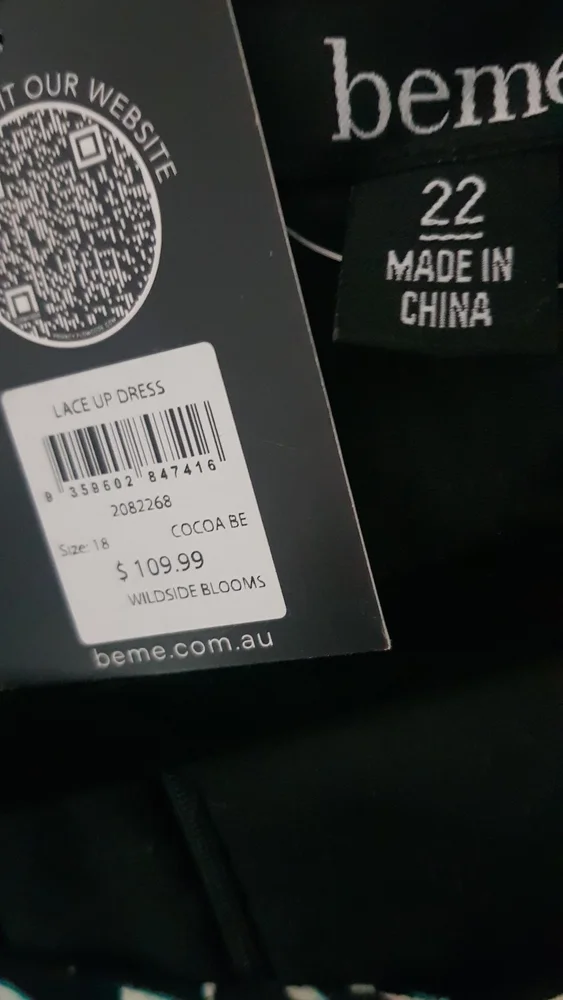 IT OUR WEBSITE
LACE UP DRESS
9 358602 847416
2082268
Size: 18
COCOA BE
$109.99
WILDSIDE BLOOMS
beme.com.au
beme
22
MADE IN
CHINA